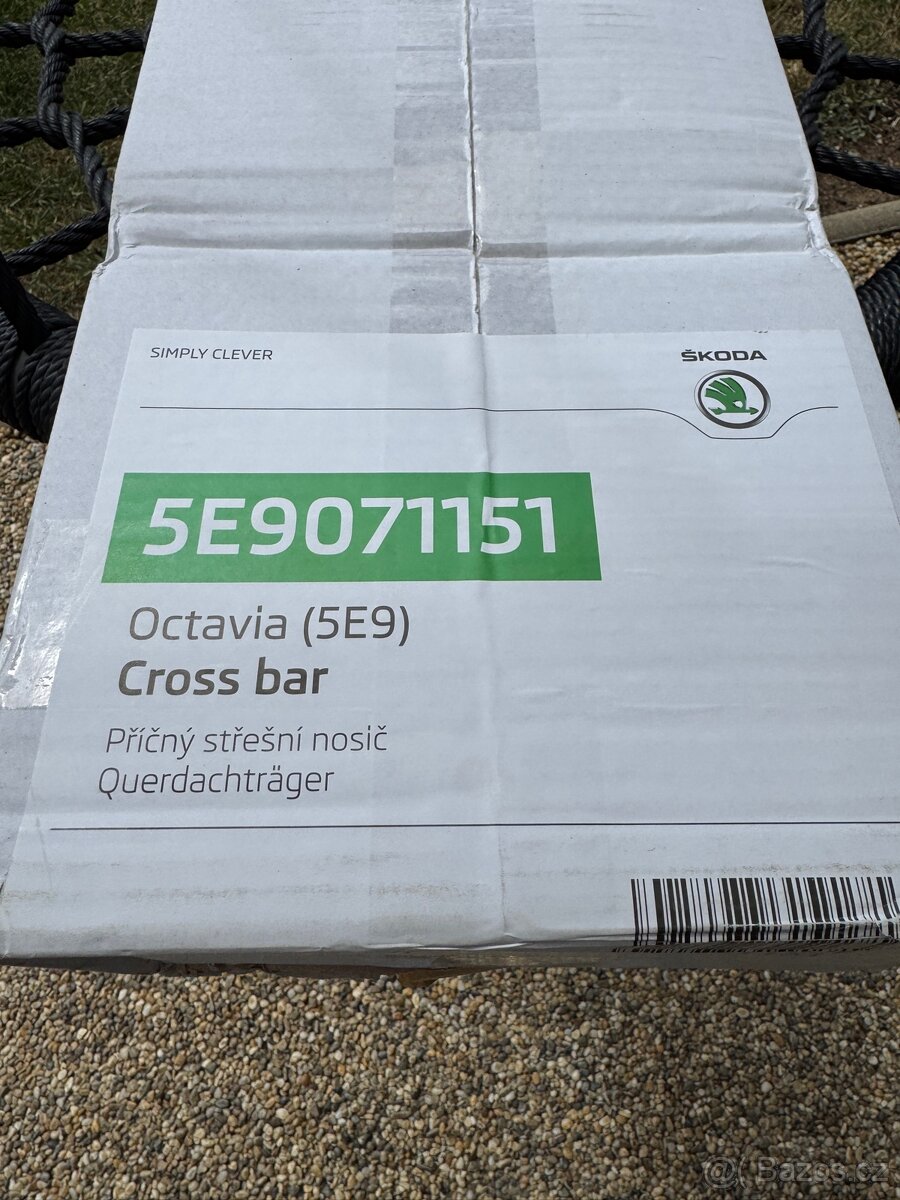 SIMPLY CLEVER
ŠKODA
5E9071151
Octavia (5E9)
Cross bar
Příčný střešní nosič
Querdachträger
Bazos.cz